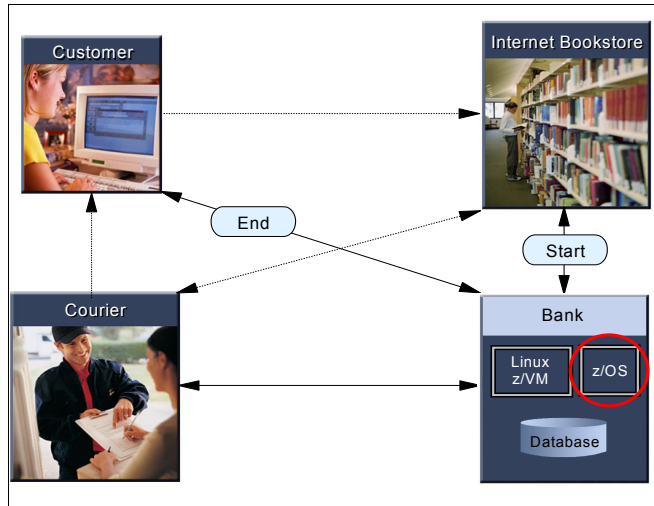 Customer
Internet Bookstore
End
Start
Courier
Bank
Linux
z/VM
z/OS
Database